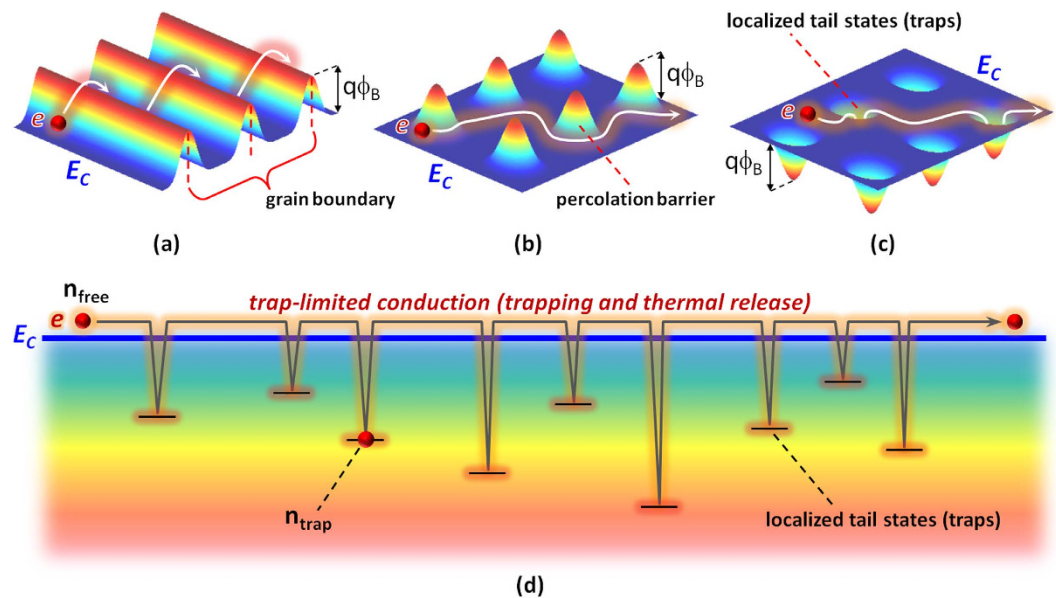 localized tail states (traps)
qϕB
e
EC
grain boundary
(a)
qϕB
e
EC
percolation barrier
(b)
EC
e
qϕB
(c)
nfree
trap-limited conduction (trapping and thermal release)
e
EC
ntrap
localized tail states (traps)
(d)